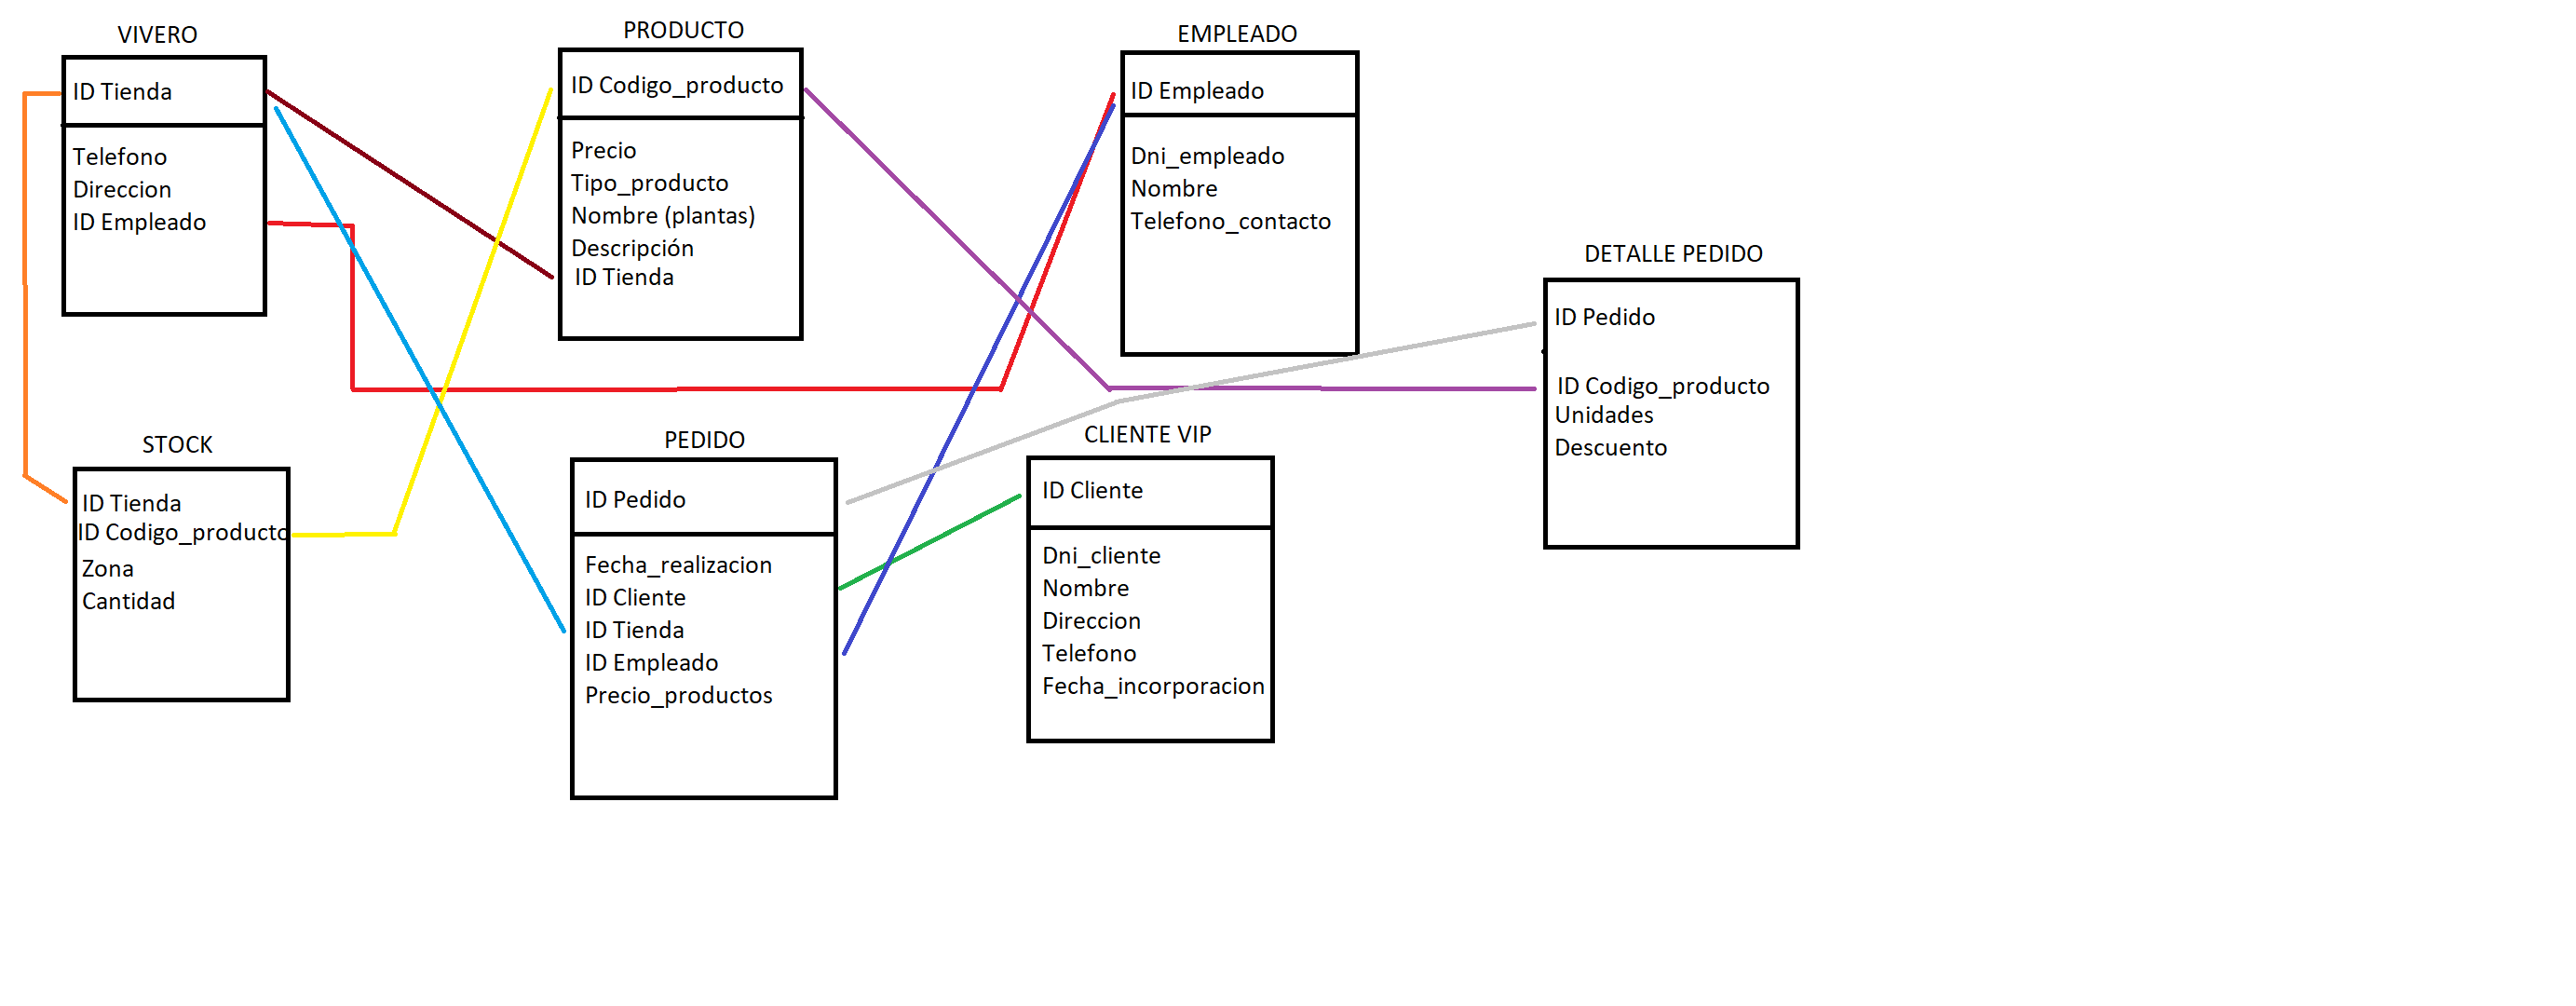 VIVERO
ID Tienda
Telefono
Direccion
ID Empleado
PRODUCTO
ID Codigo_producto
Precio
Tipo_producto
Nombre (plantas)
Descripción
ID Tienda
EMPLEADO
ID Empleado
Dni_empleado
Nombre
Telefono_contacto
DETALLE PEDIDO
ID Pedido
ID Codigo_producto
Unidades
Descuento
STOCK
ID Tienda
ID Codigo_producto
Zona
Cantidad
PEDIDO
ID Pedido
Fecha_realizacion
ID Cliente
ID Tienda
ID Empleado
Precio_productos
CLIENTE VIP
ID Cliente
Dni_cliente
Nombre
Direccion
Telefono
Fecha_incorporacion